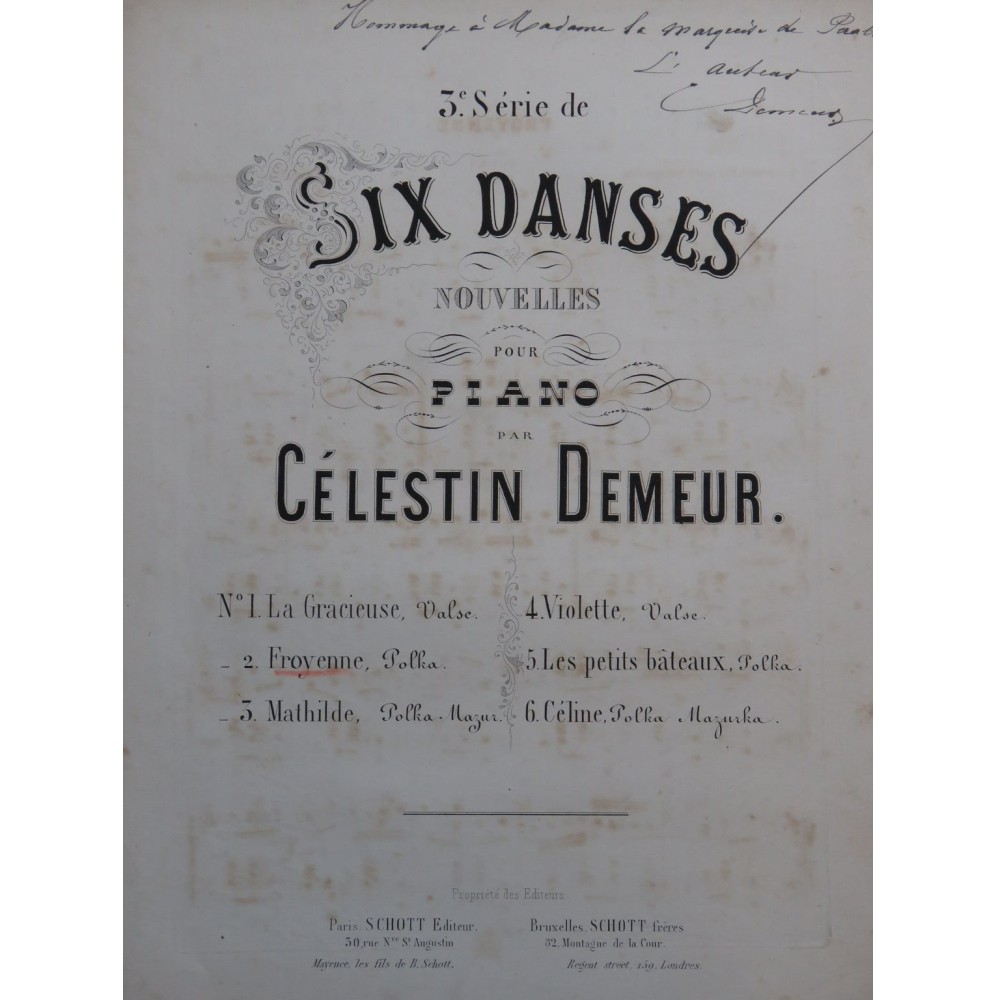 Hommage à Madame la Marquise de
L'auteur
C Demeur
3e. Série de
SIX DANSES
NOUVELLES
POUR
PIANO
PAR
CÉLESTIN DEMEUR.
No 1. La Gracieuse, Valse.
_ 2. Froyenne, Polka.
_ 3. Mathilde, Polka Mazur.
4. Violette, Valse.
5. Les petits bâteaux, Polka.
6. Céline, Polka Mazurka.
Propriété des Editeurs
Paris. SCHOTT Editeur.
30, rue Nve St Augustin
Mayence, les fils de B. Schott.
Bruxelles. SCHOTT frères
82. Montagne de la Cour.
Regent street, 159, Londres.